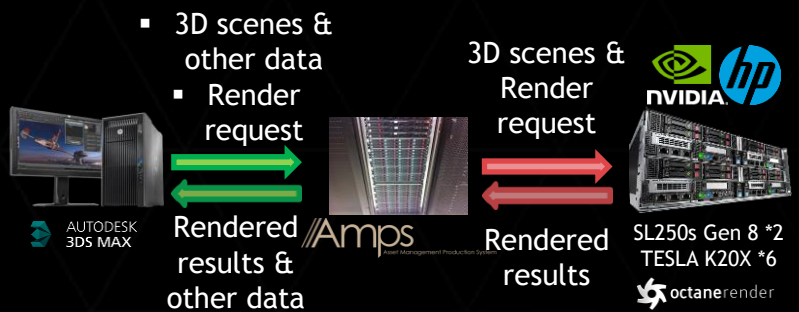 3D scenes &
other data
Render
request
3D scenes &
Render
request
NVIDIA.
hp
AUTODESK
3DS MAX
Rendered
results &
other data
//Amps
Asset Management Production System
Rendered
results
SL250s Gen 8 *2
TESLA K20X *6
octanerender